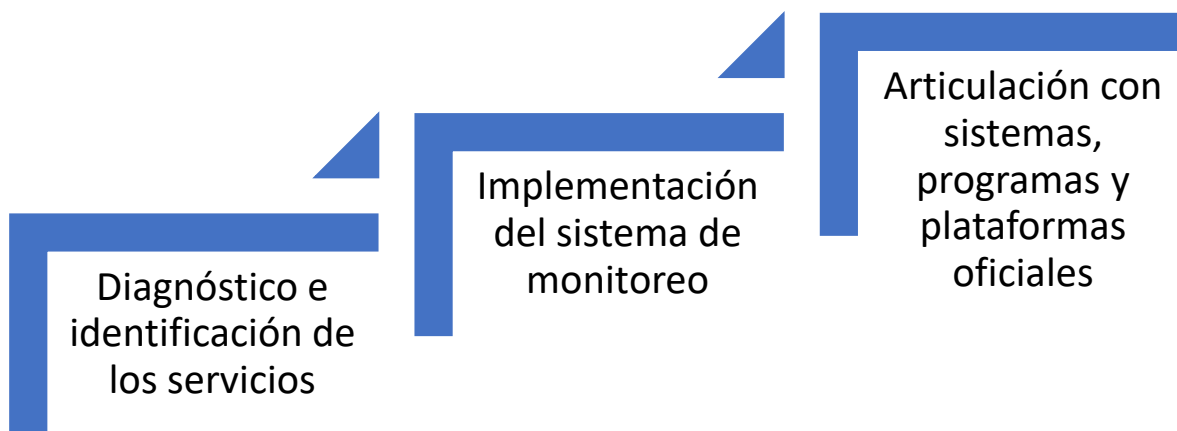 Diagnóstico e
identificación de
los servicios
Implementación
del sistema de
monitoreo
Articulación con
sistemas,
programas y
plataformas
oficiales